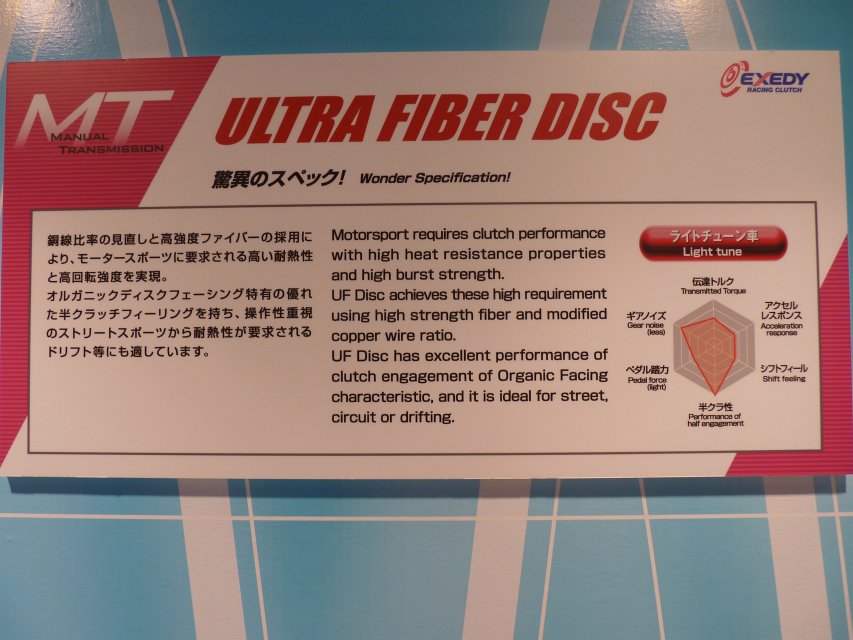 MT
MANUAL
TRANSMISSION
ULTRA FIBER DISC
EXEDY
RACING CLUTCH
驚異のスペック! Wonder Specification!
銅線比率の見直しと高強度ファイバーの採用に
より、モータースポーツに要求される高い耐熱性
と高回転強度を実現。
オルガニックディスクフェーシング特有の優れ
た半クラッチフィーリングを持ち、操作性重視
のストリートスポーツから耐熱性が要求される
ドリフト等にも適しています。
Motorsport requires clutch performance
with high heat resistance properties
and high burst strength.
UF Disc achieves these high requirement
using high strength fiber and modified
copper wire ratio.
UF Disc has excellent performance of
clutch engagement of Organic Facing
characteristic, and it is ideal for street,
circuit or drifting.
ライトチューン車
Light tune
伝達トルク
Transmitted Torque
アクセル
レスポンス
Acceleration
response
シフトフィール
Shift feeling
半クラ性
Performance of
half engagement
ペダル踏力
Pedal force
(light)
ギアノイズ
Gear noise
(less)